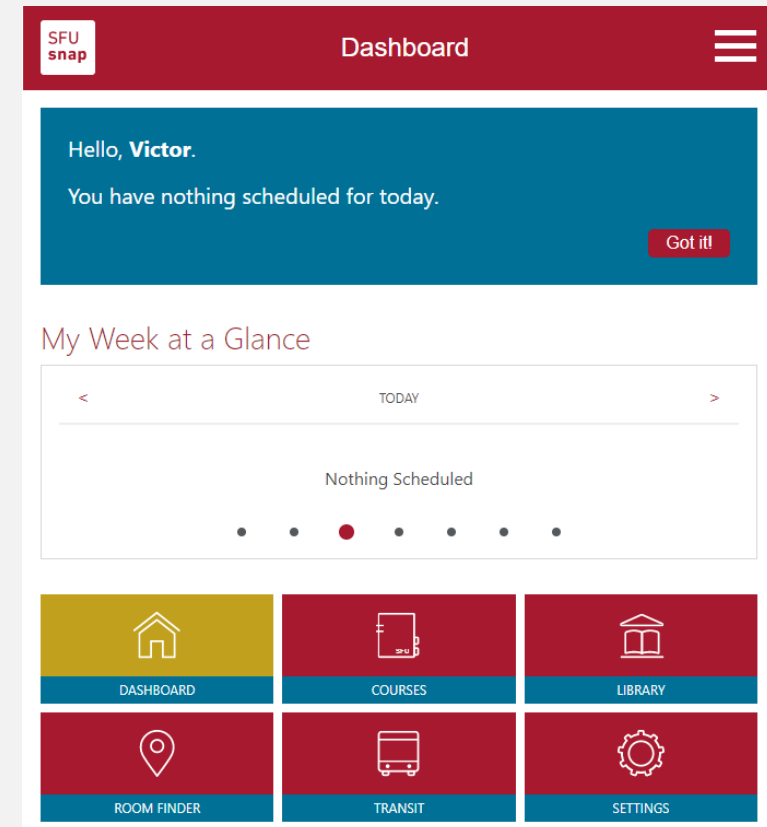 SFU
snap
Dashboard
Hello, Victor.
You have nothing scheduled for today.
Got it!
My Week at a Glance
< TODAY >
Nothing Scheduled
SFU
DASHBOARD COURSES LIBRARY
ROOM FINDER TRANSIT SETTINGS